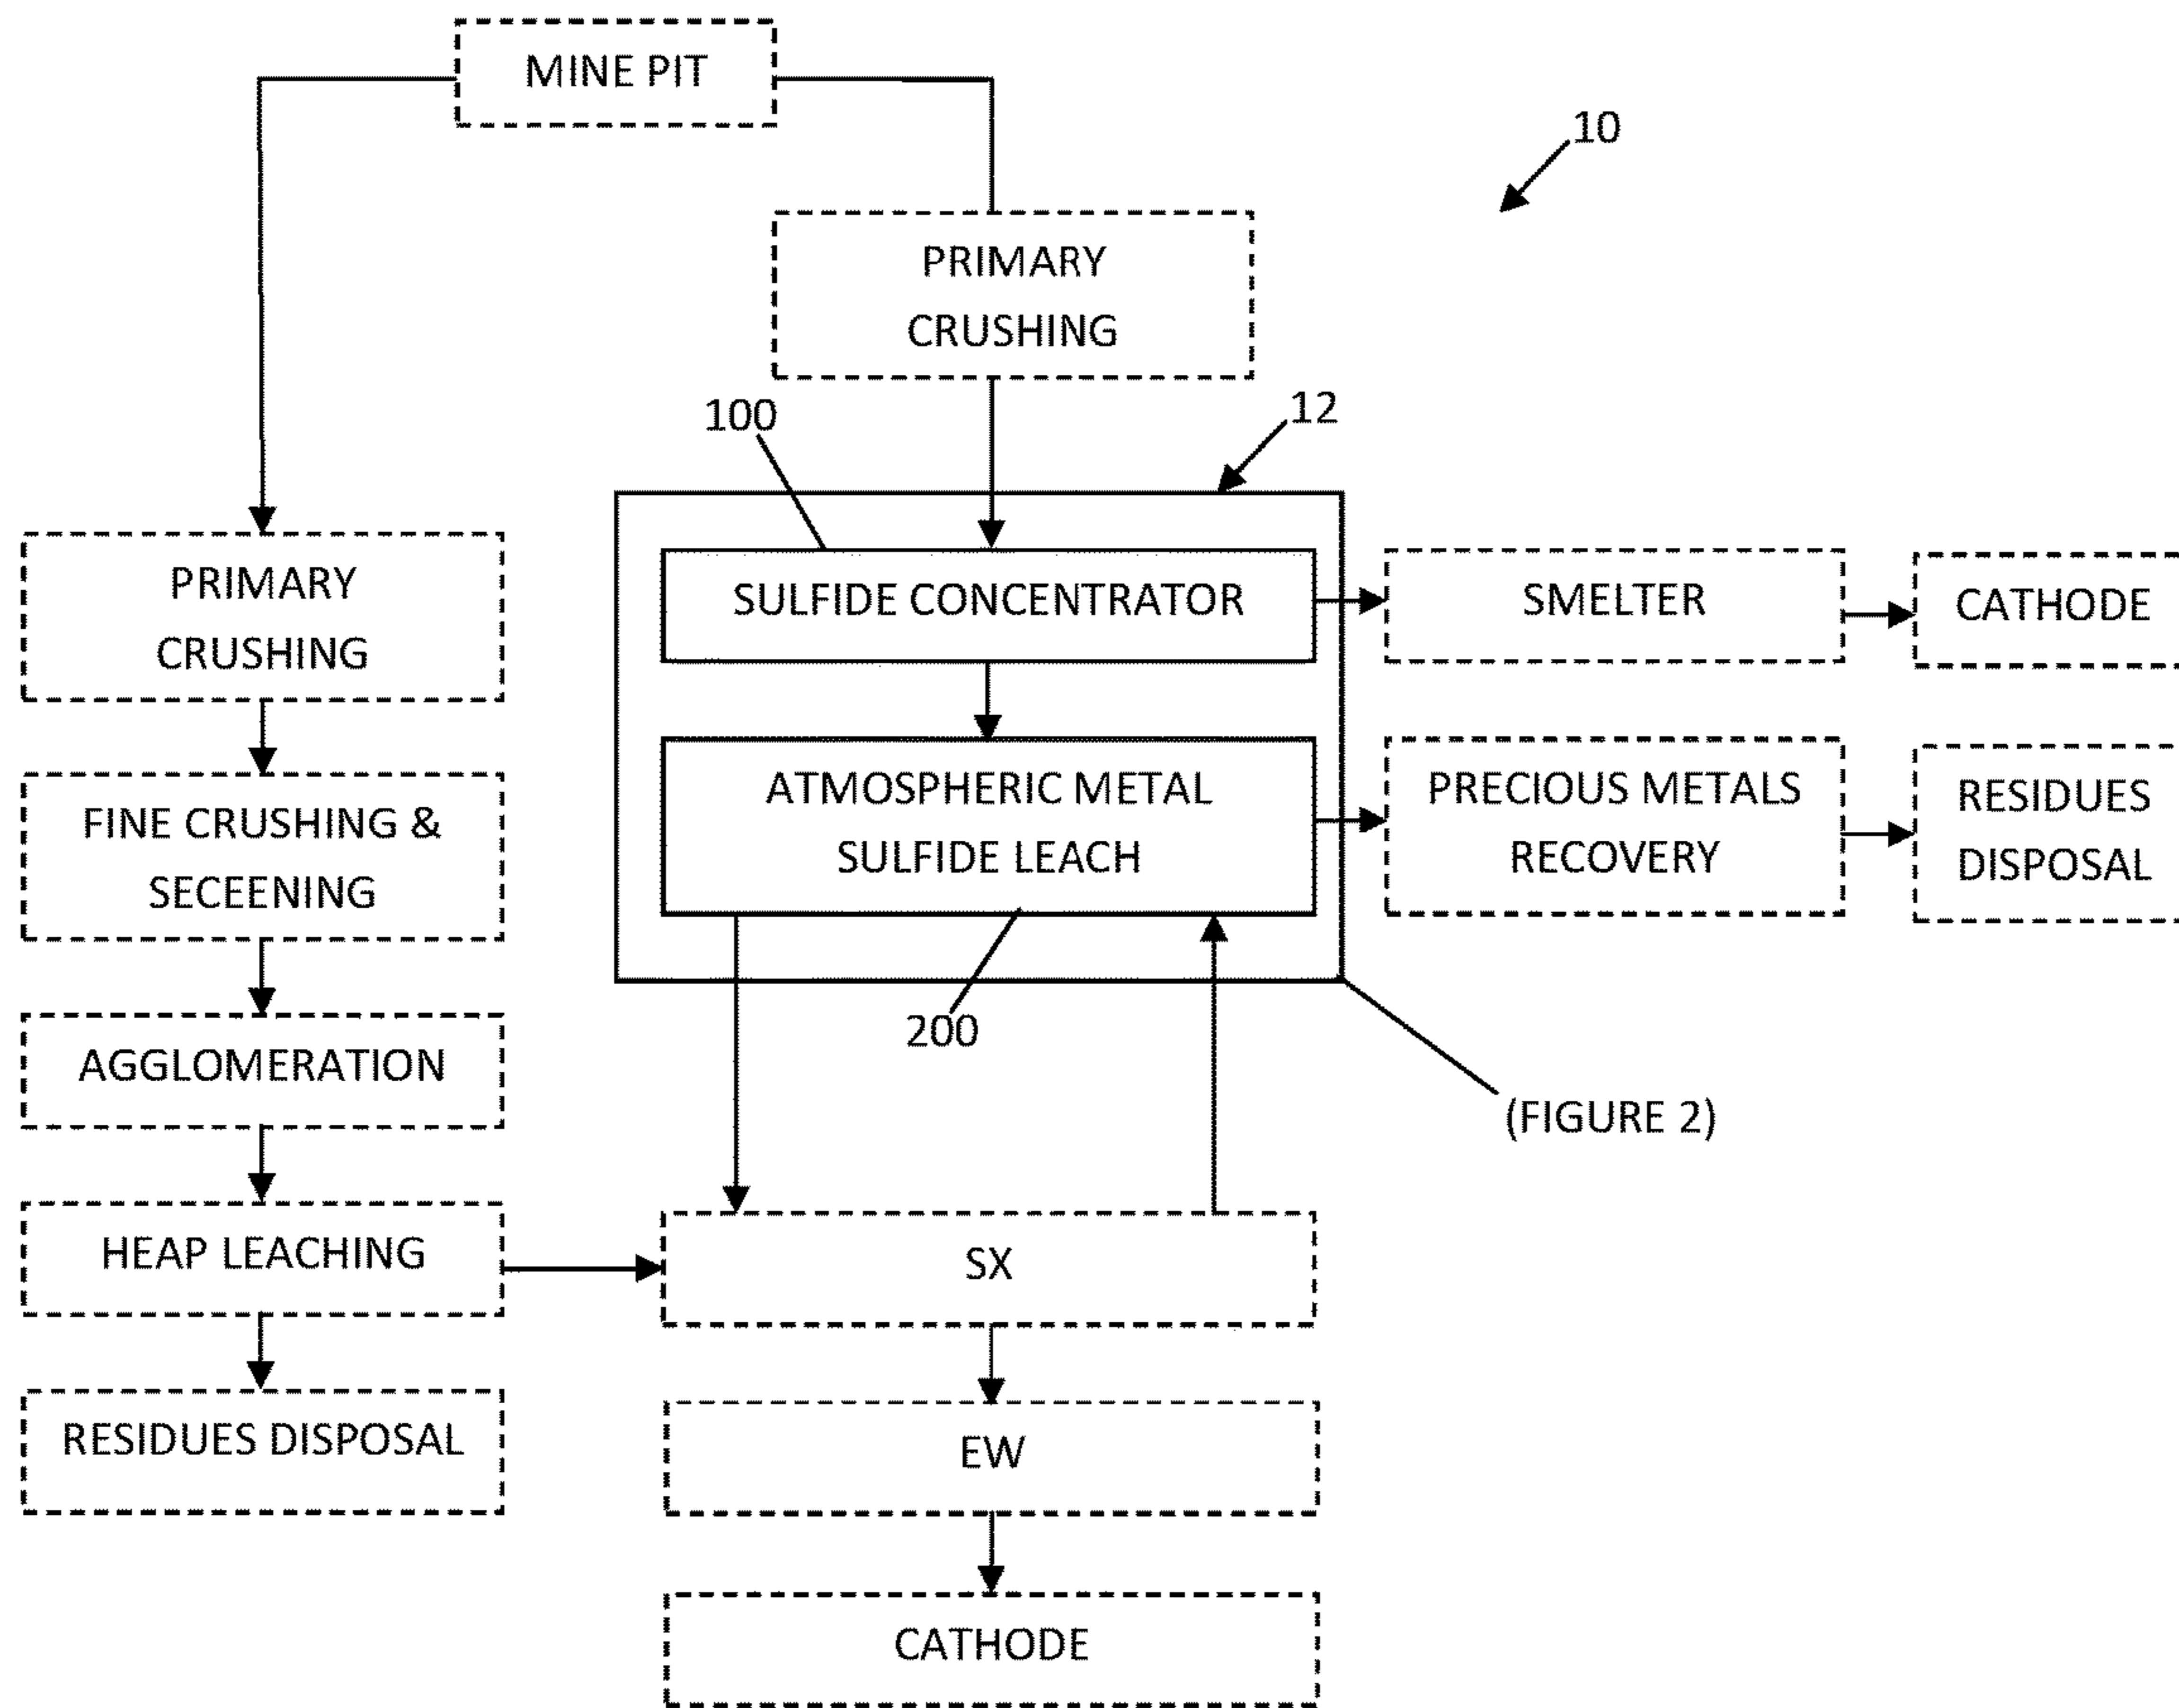 MINE PIT
10
PRIMARY
CRUSHING
100
12
PRIMARY
CRUSHING
SULFIDE CONCENTRATOR
SMELTER
CATHODE
FINE CRUSHING &
SECEENING
ATMOSPHERIC METAL
SULFIDE LEACH
PRECIOUS METALS
RECOVERY
RESIDUES
DISPOSAL
200
AGGLOMERATION
(FIGURE 2)
HEAP LEACHING
SX
RESIDUES DISPOSAL
EW
CATHODE